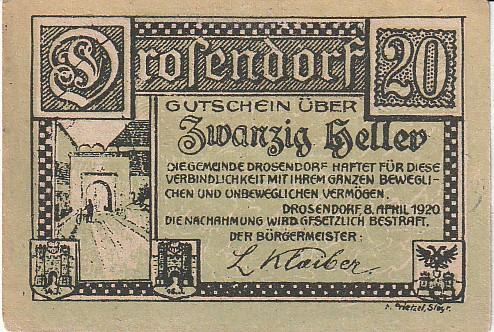 Drosendorf 20
GUTSCHEIN ÜBER
Zwanzig Heller
DIE GEMEINDE DROSENDORF HAFTET FÜR DIESE
VERBINDLICHKEIT MIT IHREM GANZEN BEWEGLI-
CHEN UND UNBEWEGLICHEN VERMÖGEN.
DROSENDORF 8. APRIL 1920
DIE NACHAHMUNG WIRD GESETZLICH BESTRAFT.
DER BÜRGERMEISTER:
L Klaiber.